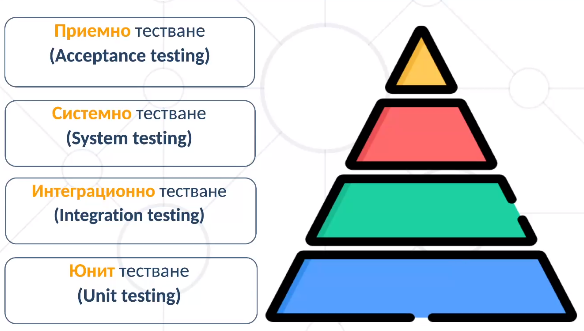 Приемно тестване
(Acceptance testing)
Системно тестване
(System testing)
Интеграционно тестване
(Integration testing)
Юнит тестване
(Unit testing)